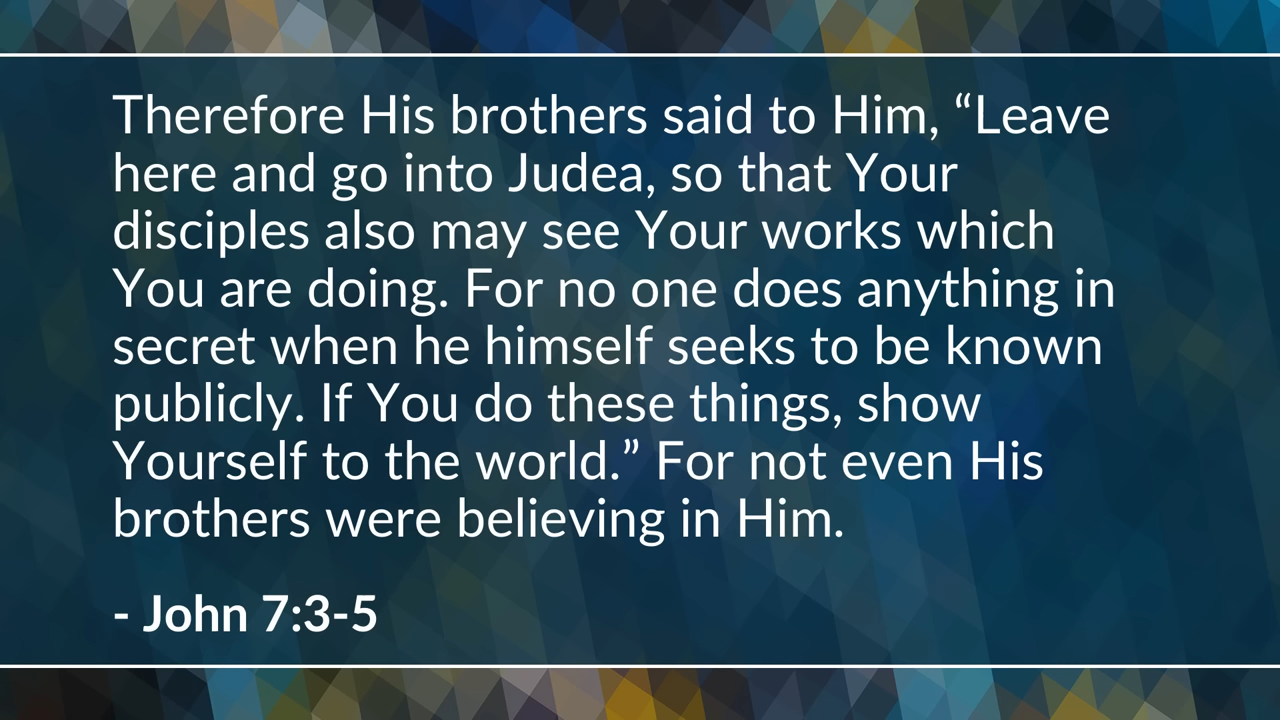 Therefore His brothers said to Him, “Leave
here and go into Judea, so that Your
disciples also may see Your works which
You are doing. For no one does anything in
secret when he himself seeks to be known
publicly. If You do these things, show
Yourself to the world.” For not even His
brothers were believing in Him.
- John 7:3-5